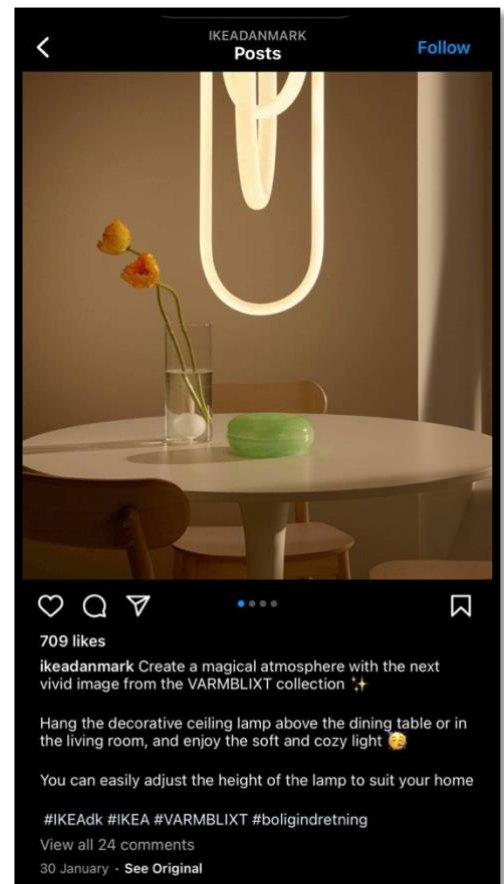 IKEADANMARK
Posts
Follow
709 likes
ikeadanmark Create a magical atmosphere with the next
vivid image from the VARMBLIXT collection ✨
Hang the decorative ceiling lamp above the dining table or in
the living room, and enjoy the soft and cozy light 🥳
You can easily adjust the height of the lamp to suit your home
#IKEAdk #IKEA #VARMBLIXT #boligindretning
View all 24 comments
30 January · See Original